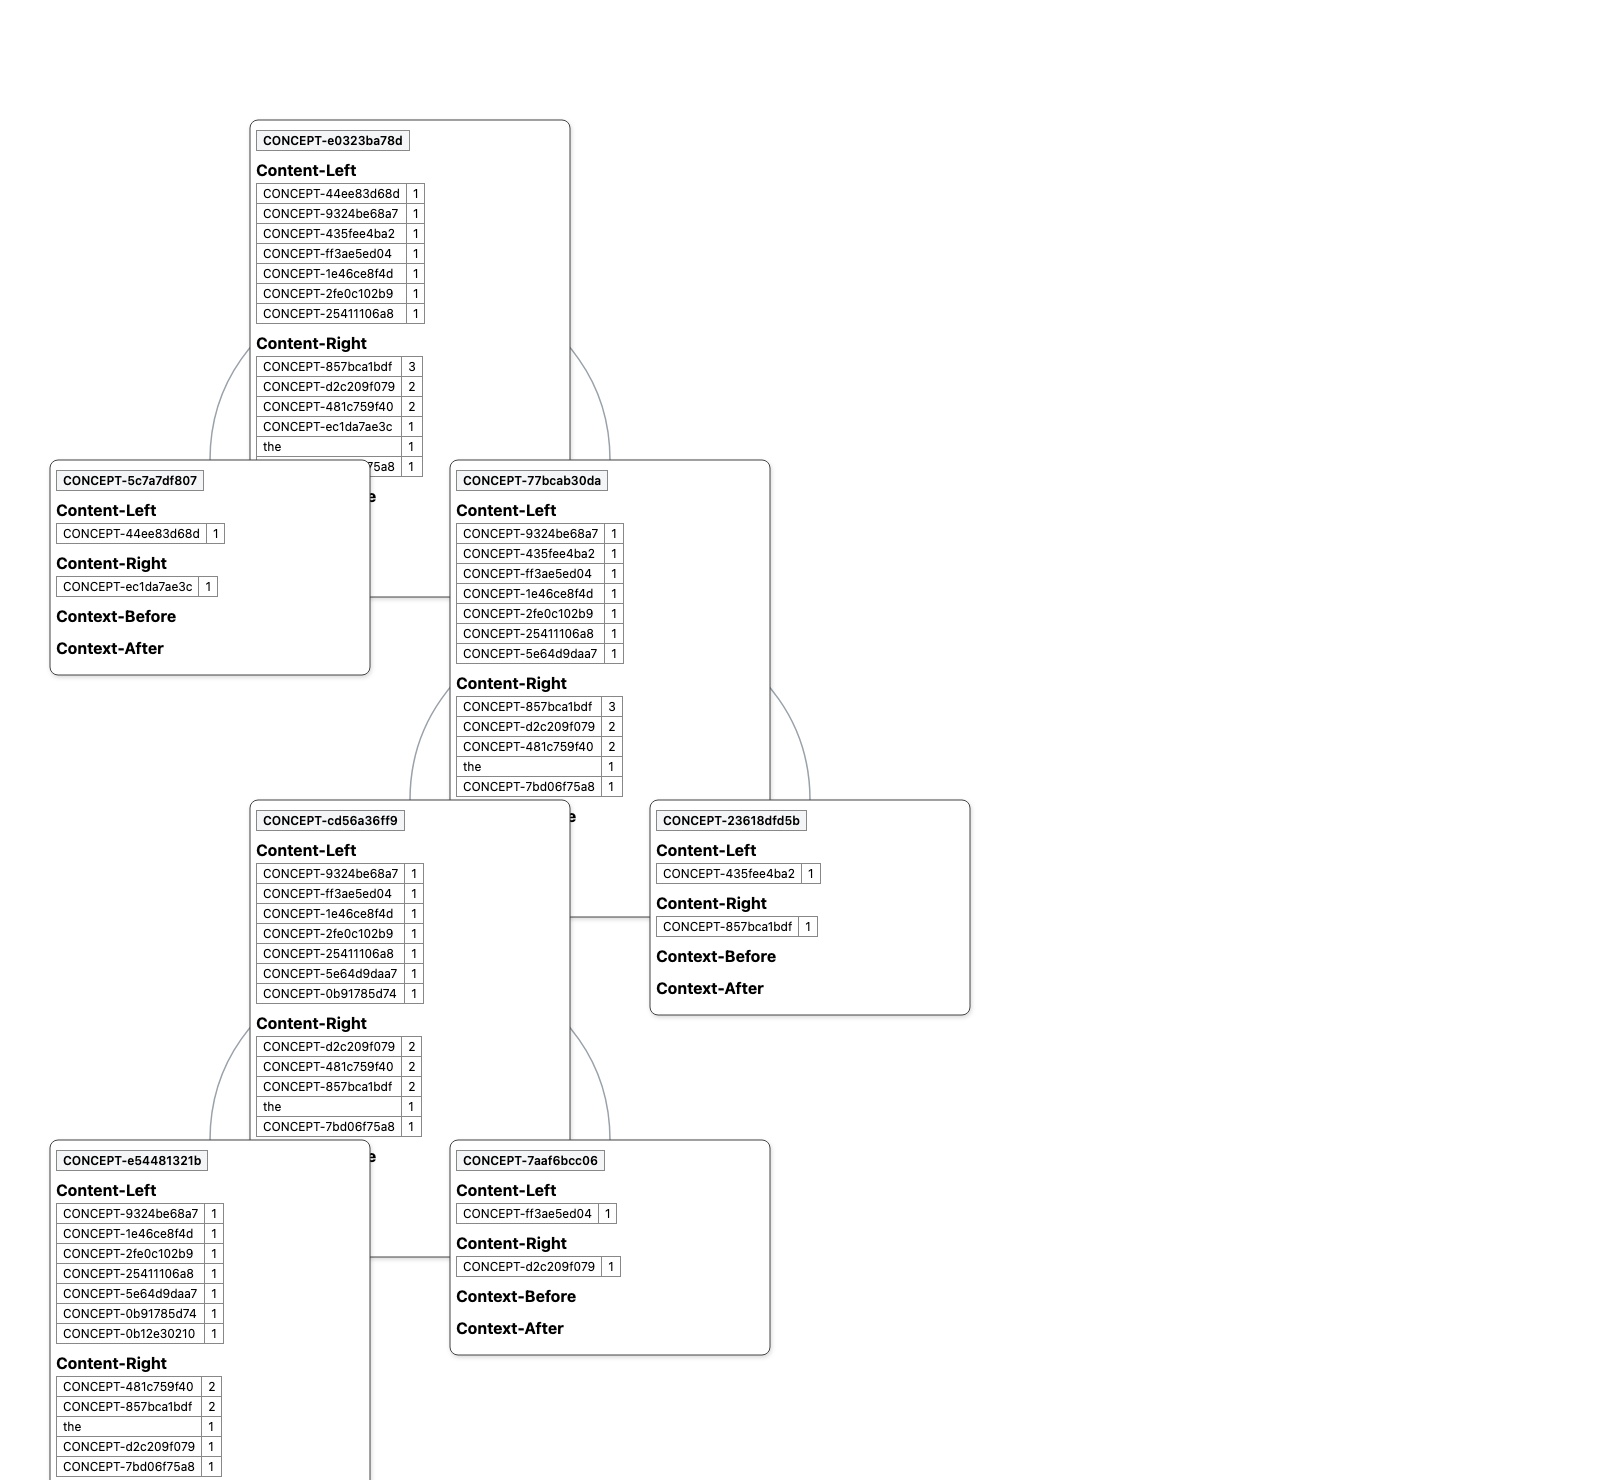 CONCEPT-e0323ba78d
Content-Left
CONCEPT-44ee83d68d 1
CONCEPT-9324be68a7 1
CONCEPT-435fee4ba2 1
CONCEPT-ff3ae5ed04 1
CONCEPT-1e46ce8f4d 1
CONCEPT-2fe0c102b9 1
CONCEPT-25411106a8 1
Content-Right
CONCEPT-857bca1bdf 3
CONCEPT-d2c209f079 2
CONCEPT-481c759f40 2
CONCEPT-ec1da7ae3c 1
the 1
75a8 1
e
CONCEPT-5c7a7df807
Content-Left
CONCEPT-44ee83d68d 1
Content-Right
CONCEPT-ec1da7ae3c 1
Context-Before
Context-After
CONCEPT-77bcab30da
Content-Left
CONCEPT-9324be68a7 1
CONCEPT-435fee4ba2 1
CONCEPT-ff3ae5ed04 1
CONCEPT-1e46ce8f4d 1
CONCEPT-2fe0c102b9 1
CONCEPT-25411106a8 1
CONCEPT-5e64d9daa7 1
Content-Right
CONCEPT-857bca1bdf 3
CONCEPT-d2c209f079 2
CONCEPT-481c759f40 2
the 1
CONCEPT-7bd06f75a8 1
e
CONCEPT-cd56a36ff9
Content-Left
CONCEPT-9324be68a7 1
CONCEPT-ff3ae5ed04 1
CONCEPT-1e46ce8f4d 1
CONCEPT-2fe0c102b9 1
CONCEPT-25411106a8 1
CONCEPT-5e64d9daa7 1
CONCEPT-0b91785d74 1
Content-Right
CONCEPT-d2c209f079 2
CONCEPT-481c759f40 2
CONCEPT-857bca1bdf 2
the 1
CONCEPT-7bd06f75a8 1
e
CONCEPT-23618dfd5b
Content-Left
CONCEPT-435fee4ba2 1
Content-Right
CONCEPT-857bca1bdf 1
Context-Before
Context-After
CONCEPT-e54481321b
Content-Left
CONCEPT-9324be68a7 1
CONCEPT-1e46ce8f4d 1
CONCEPT-2fe0c102b9 1
CONCEPT-25411106a8 1
CONCEPT-5e64d9daa7 1
CONCEPT-0b91785d74 1
CONCEPT-0b12e30210 1
Content-Right
CONCEPT-481c759f40 2
CONCEPT-857bca1bdf 2
the 1
CONCEPT-d2c209f079 1
CONCEPT-7bd06f75a8 1
CONCEPT-7aaf6bcc06
Content-Left
CONCEPT-ff3ae5ed04 1
Content-Right
CONCEPT-d2c209f079 1
Context-Before
Context-After